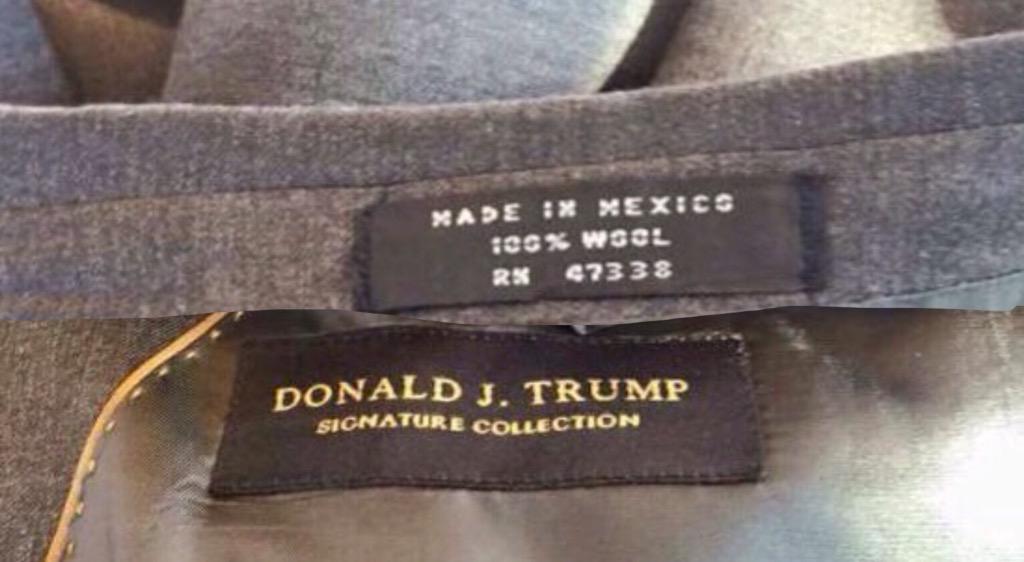 MADE IN MEXICO
100% WOOL
RN 47338
DONALD J. TRUMP
SIGNATURE COLLECTION